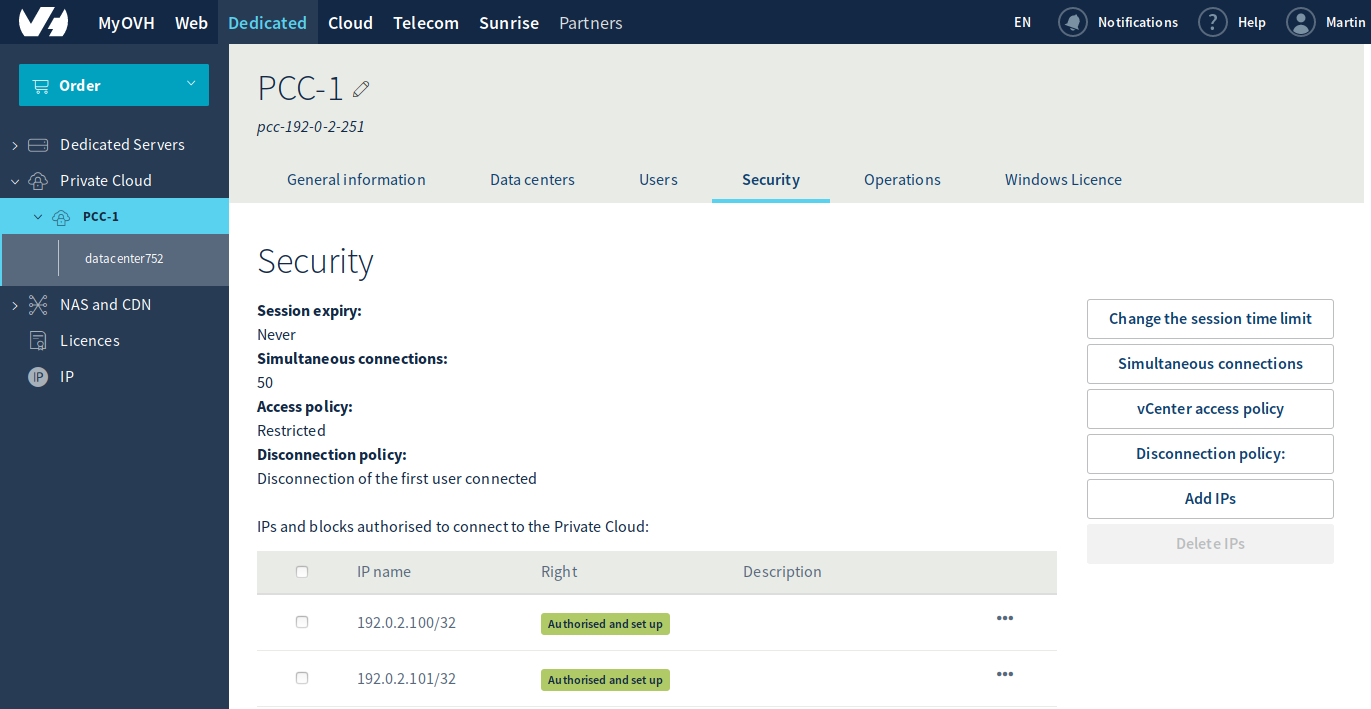 MyOVH Web Dedicated Cloud Telecom Sunrise Partners EN Notifications ? Help Martin
Order
Dedicated Servers
Private Cloud
PCC-1
datacenter752
NAS and CDN
Licences
IP IP
PCC-1
pcc-192-0-2-251
General information Data centers Users Security Operations Windows Licence
Security
Session expiry:
Never
Simultaneous connections:
50
Access policy:
Restricted
Disconnection policy:
Disconnection of the first user connected
Change the session time limit
Simultaneous connections
vCenter access policy
Disconnection policy:
Add IPs
Delete IPs
IPs and blocks authorised to connect to the Private Cloud:
IP name Right Description
192.0.2.100/32 Authorised and set up •••
192.0.2.101/32 Authorised and set up •••